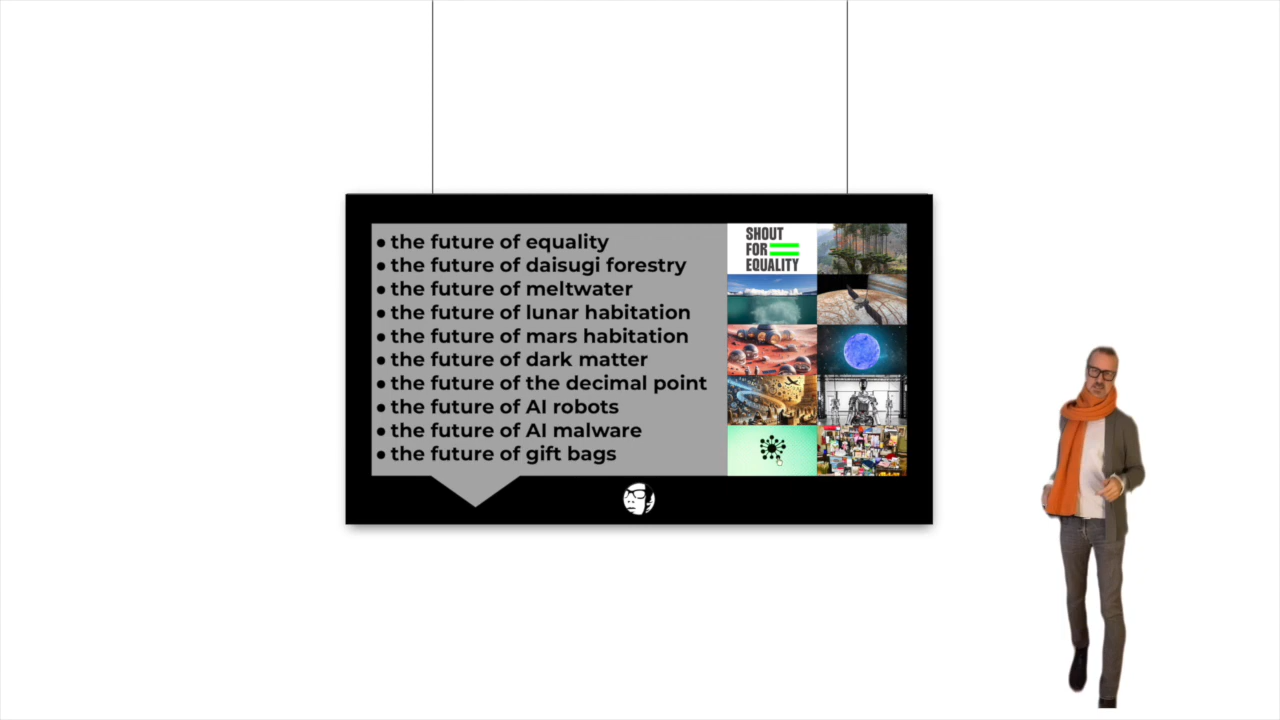 • the future of equality
• the future of daisugi forestry
• the future of meltwater
• the future of lunar habitation
• the future of mars habitation
• the future of dark matter
• the future of the decimal point
• the future of AI robots
• the future of AI malware
• the future of gift bags
SHOUT
FOR
EQUALITY